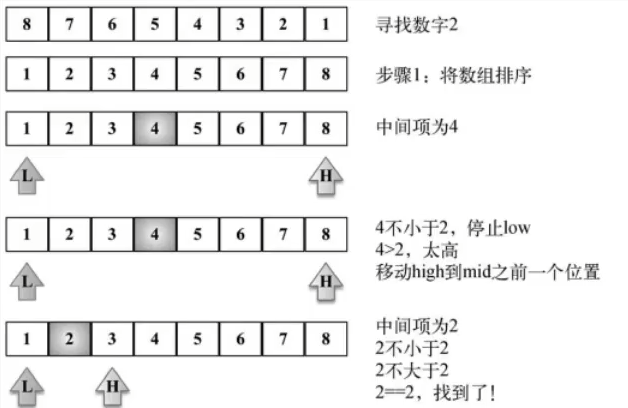 8 7 6 5 4 3 2 1 寻找数字2
1 2 3 4 5 6 7 8 步骤1：将数组排序
1 2 3 4 5 6 7 8 中间项为4
L H
1 2 3 4 5 6 7 8 4不小于2，停止low
4>2，太高
L H 移动high到mid之前一个位置
1 2 3 4 5 6 7 8 中间项为2
2不小于2
2不大于2
L H 2==2，找到了！